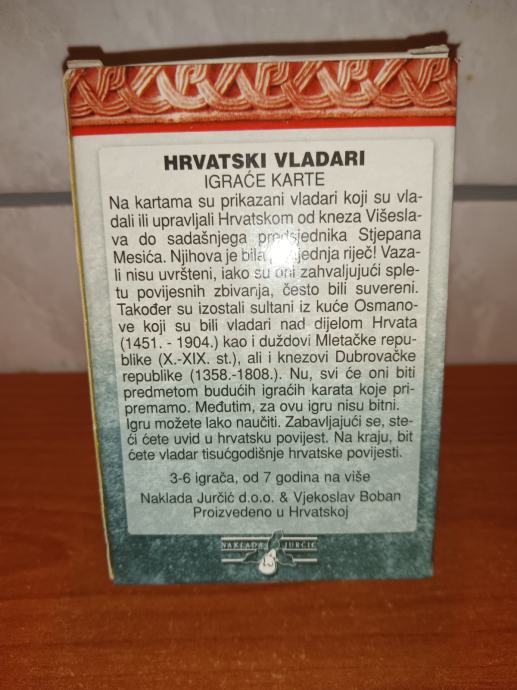 HRVATSKI VLADARI
IGRAĆE KARTE
Na kartama su prikazani vladari koji su vla-
dali ili upravljali Hrvatskom od kneza Višesla-
va do sadašnjega predsjednika Stjepana
Mesića. Njihova je bila posljednja riječ! Vaza-
li nisu uvršteni, iako su oni zahvaljujući sple-
tu povijesnih zbivanja, često bili suvereni.
Također su izostali sultani iz kuće Osmano-
ve koji su bili vladari nad dijelom Hrvata
(1451. - 1904.) kao i duždovi Mletačke repu-
blike (X.-XIX. st.), ali i knezovi Dubrovačke
republike (1358.-1808.). Nu, svi će oni biti
predmetom budućih igraćih karata koje pri-
premamo. Međutim, za ovu igru nisu bitni.
Igru možete lako naučiti. Zabavljajući se, ste-
ći ćete uvid u hrvatsku povijest. Na kraju, bit
ćete vladar tisućgodišnje hrvatske povijesti.
3-6 igrača, od 7 godina na više
Naklada Jurčić d.o.o. & Vjekoslav Boban
Proizvedeno u Hrvatskoj
NAKLADA JURČIĆ